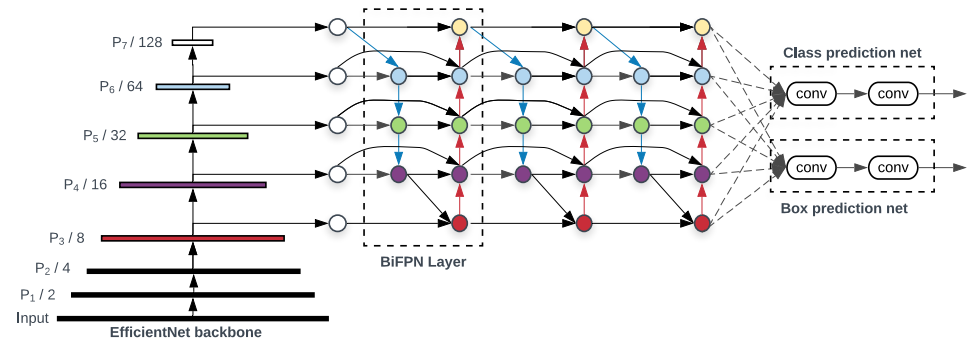 P7 / 128
P6 / 64
P5 / 32
P4 / 16
P3 / 8
P2 / 4
P1 / 2
Input
EfficientNet backbone
BiFPN Layer
Class prediction net
conv conv
conv conv
Box prediction net